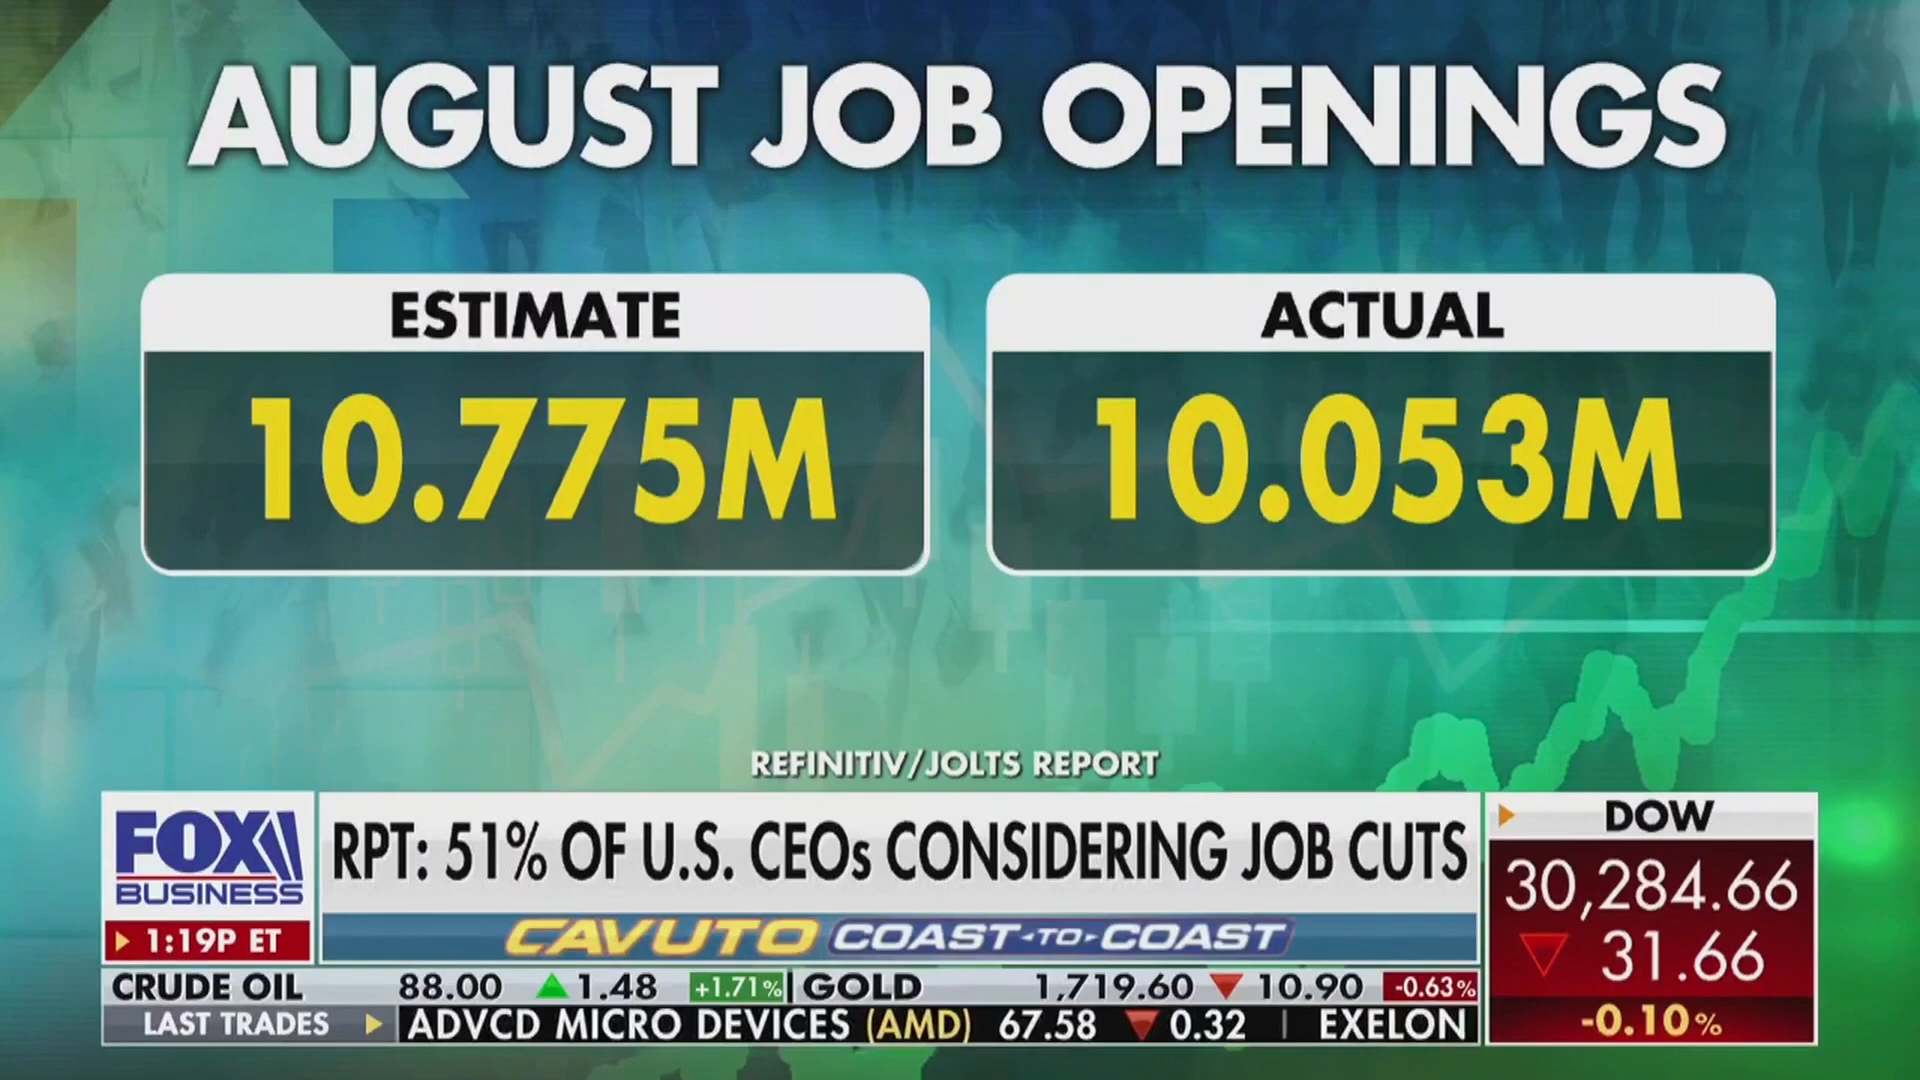 AUGUST JOB OPENINGS
ESTIMATE
10.775M
ACTUAL
10.053M
REFINITIV/JOLTS REPORT
FOX BUSINESS
1:19P ET
RPT: 51% OF U.S. CEOs CONSIDERING JOB CUTS
CAVUTO COAST-TO-COAST
DOW
30,284.66
31.66
-0.10%
CRUDE OIL 88.00 1.48 +1.71% GOLD 1,719.60 10.90 -0.63%
LAST TRADES ADVCD MICRO DEVICES (AMD) 67.58 0.32 EXELON